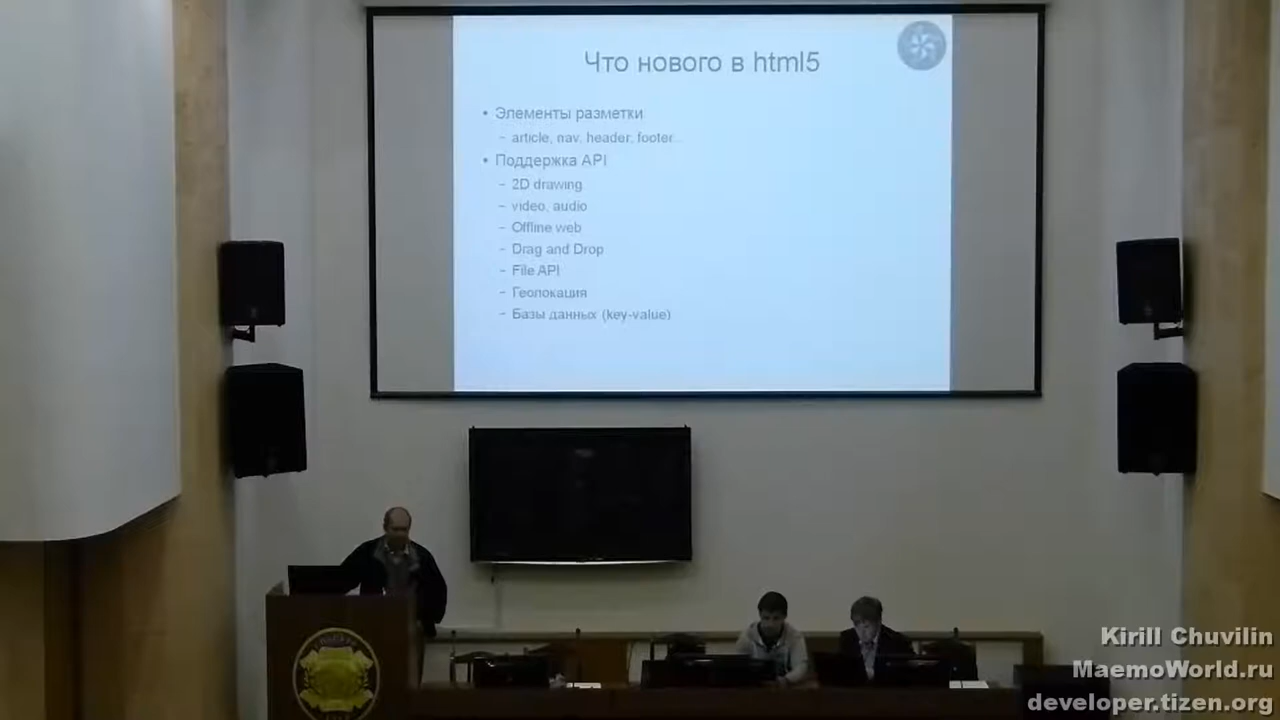 Что нового в html5
• Элементы разметки
– article, nav, header, footer...
• Поддержка API
– 2D drawing
– video, audio
– Offline web
– Drag and Drop
– File API
– Геолокация
– Базы данных (key-value)
Kirill Chuvilin
MaemoWorld.ru
developer.tizen.org